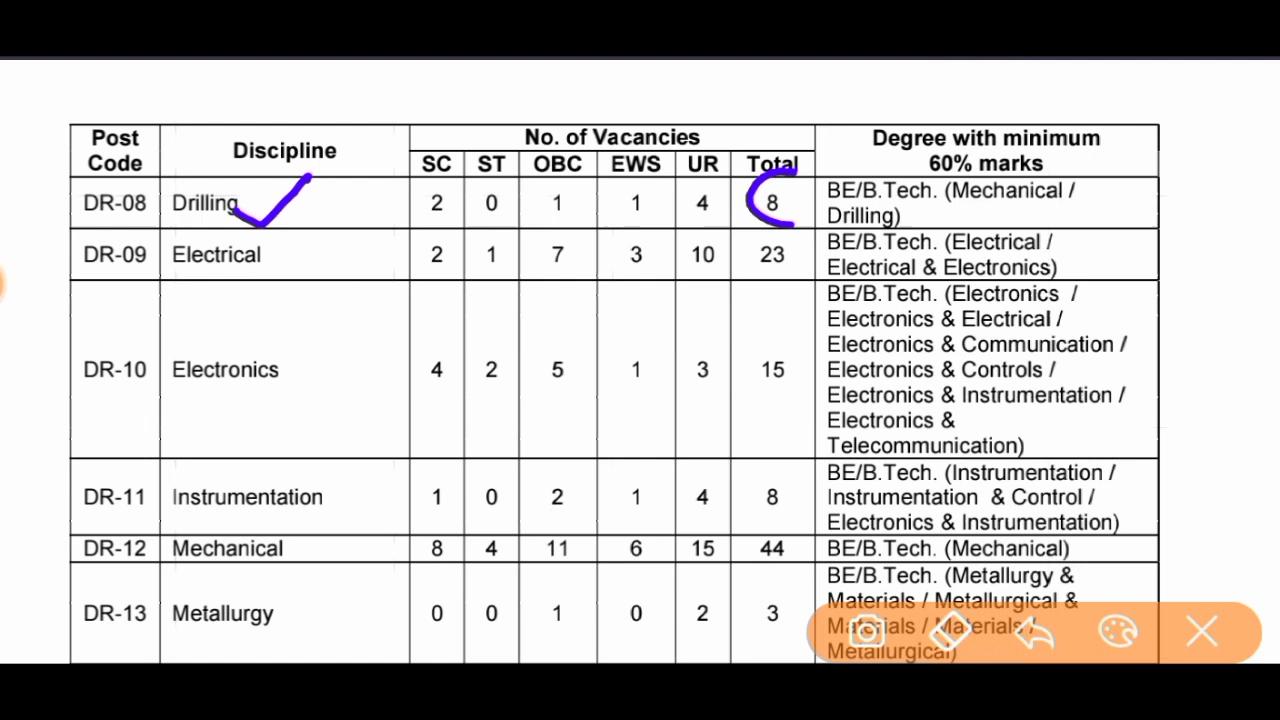 Post Code Discipline No. of Vacancies Degree with minimum 60% marks
SC ST OBC EWS UR Total
DR-08 Drilling 2 0 1 1 4 8 BE/B.Tech. (Mechanical /
Drilling)
DR-09 Electrical 2 1 7 3 10 23 BE/B.Tech. (Electrical /
Electrical & Electronics)
DR-10 Electronics 4 2 5 1 3 15 BE/B.Tech. (Electronics /
Electronics & Electrical /
Electronics & Communication /
Electronics & Controls /
Electronics & Instrumentation /
Electronics &
Telecommunication)
DR-11 Instrumentation 1 0 2 1 4 8 BE/B.Tech. (Instrumentation /
Instrumentation & Control /
Electronics & Instrumentation)
DR-12 Mechanical 8 4 11 6 15 44 BE/B.Tech. (Mechanical)
DR-13 Metallurgy 0 0 1 0 2 3 BE/B.Tech. (Metallurgy &
Materials / Metallurgical &
Materials / Materials /
Metallurgical)